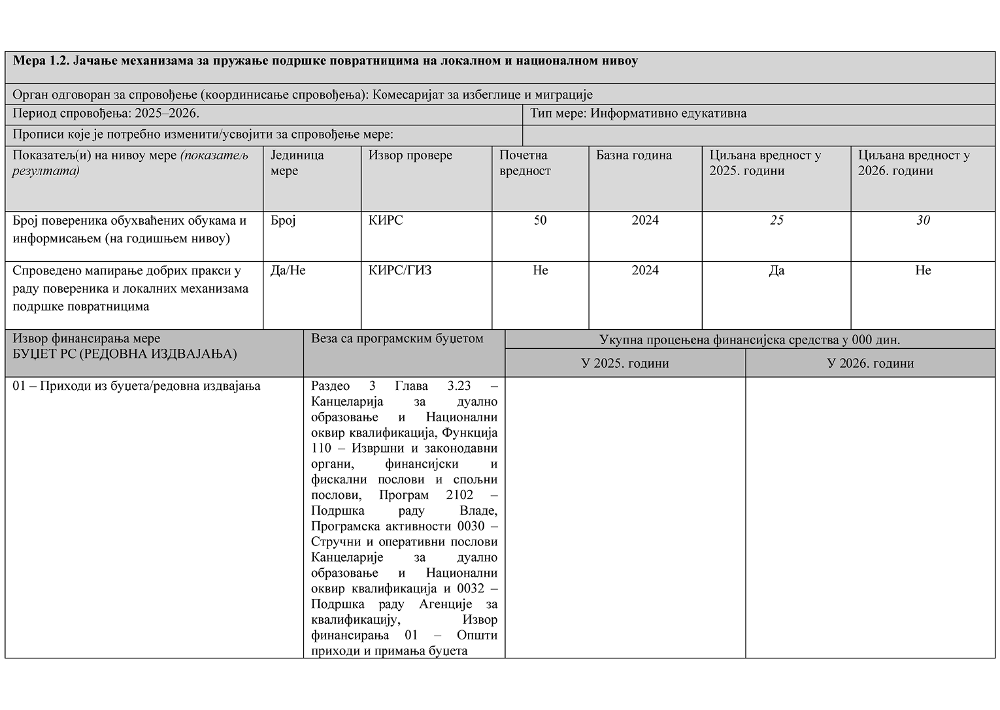 Мера 1.2. Јачање механизама за пружање подршке повратницима на локалном и националном нивоу
Орган одговоран за спровођење (координисање спровођења): Комесаријат за избеглице и миграције
Период спровођења: 2025–2026.
Тип мере: Информативно едукативна
Прописи које је потребно изменити/усвојити за спровођење мере:
Показатељ(и) на нивоу мере (показатељ
резултата)
Јединица
мере
Извор провере
Почетна
вредност
Базна година
Циљана вредност у
2025. години
Циљана вредност у
2026. години
Број повереника обухваћених обукама и
информисањем (на годишњем нивоу)
Број
КИРС
50
2024
25
30
Спроведено мапирање добрих пракси у
раду повереника и локалних механизама
подршке повратницима
Да/Не
КИРС/ГИЗ
Не
2024
Да
Не
Извор финансирања мере
БУЏЕТ РС (РЕДОВНА ИЗДВАЈАЊА)
Веза са програмским буџетом
Укупна процењена финансијска средства у 000 дин.
У 2025. години
У 2026. години
01 – Приходи из буџета/редовна издвајања
Раздео 3 Глава 3.23 –
Канцеларија за дуално
образовање и Национални
оквир квалификација, Функција
110 – Извршни и законодавни
органи, финансијски и
фискални послови и спољни
послови, Програм 2102 –
Подршка раду Владе,
Програмска активности 0030 –
Стручни и оперативни послови
Канцеларије за дуално
образовање и Национални
оквир квалификација и 0032 –
Подршка раду Агенције за
квалификацију, Извор
финансирања 01 – Општи
приходи и примања буџета